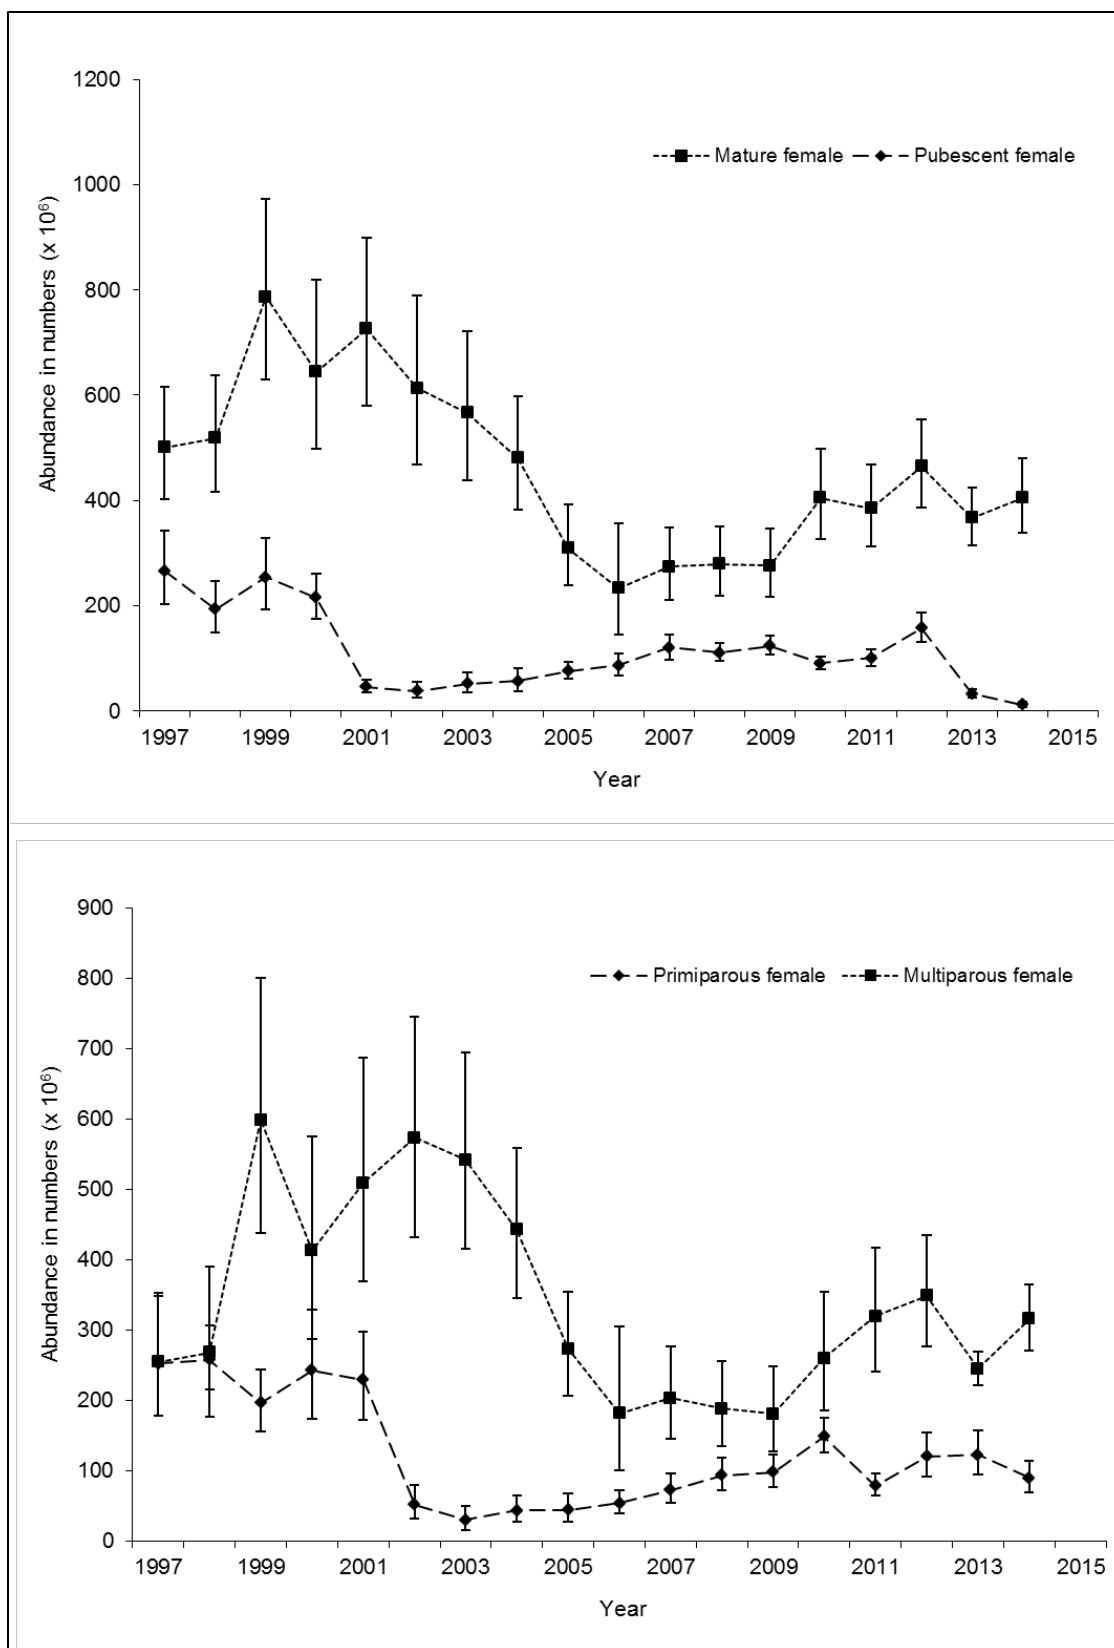 1200
1000
800
600
400
200
0
Abundance in numbers (x 10⁶)
Mature female Pubescent female
1997 1999 2001 2003 2005 2007 2009 2011 2013 2015
Year
900
800
700
600
500
400
300
200
100
0
Abundance in numbers (x 10⁶)
Primiparous female Multiparous female
1997 1999 2001 2003 2005 2007 2009 2011 2013 2015
Year